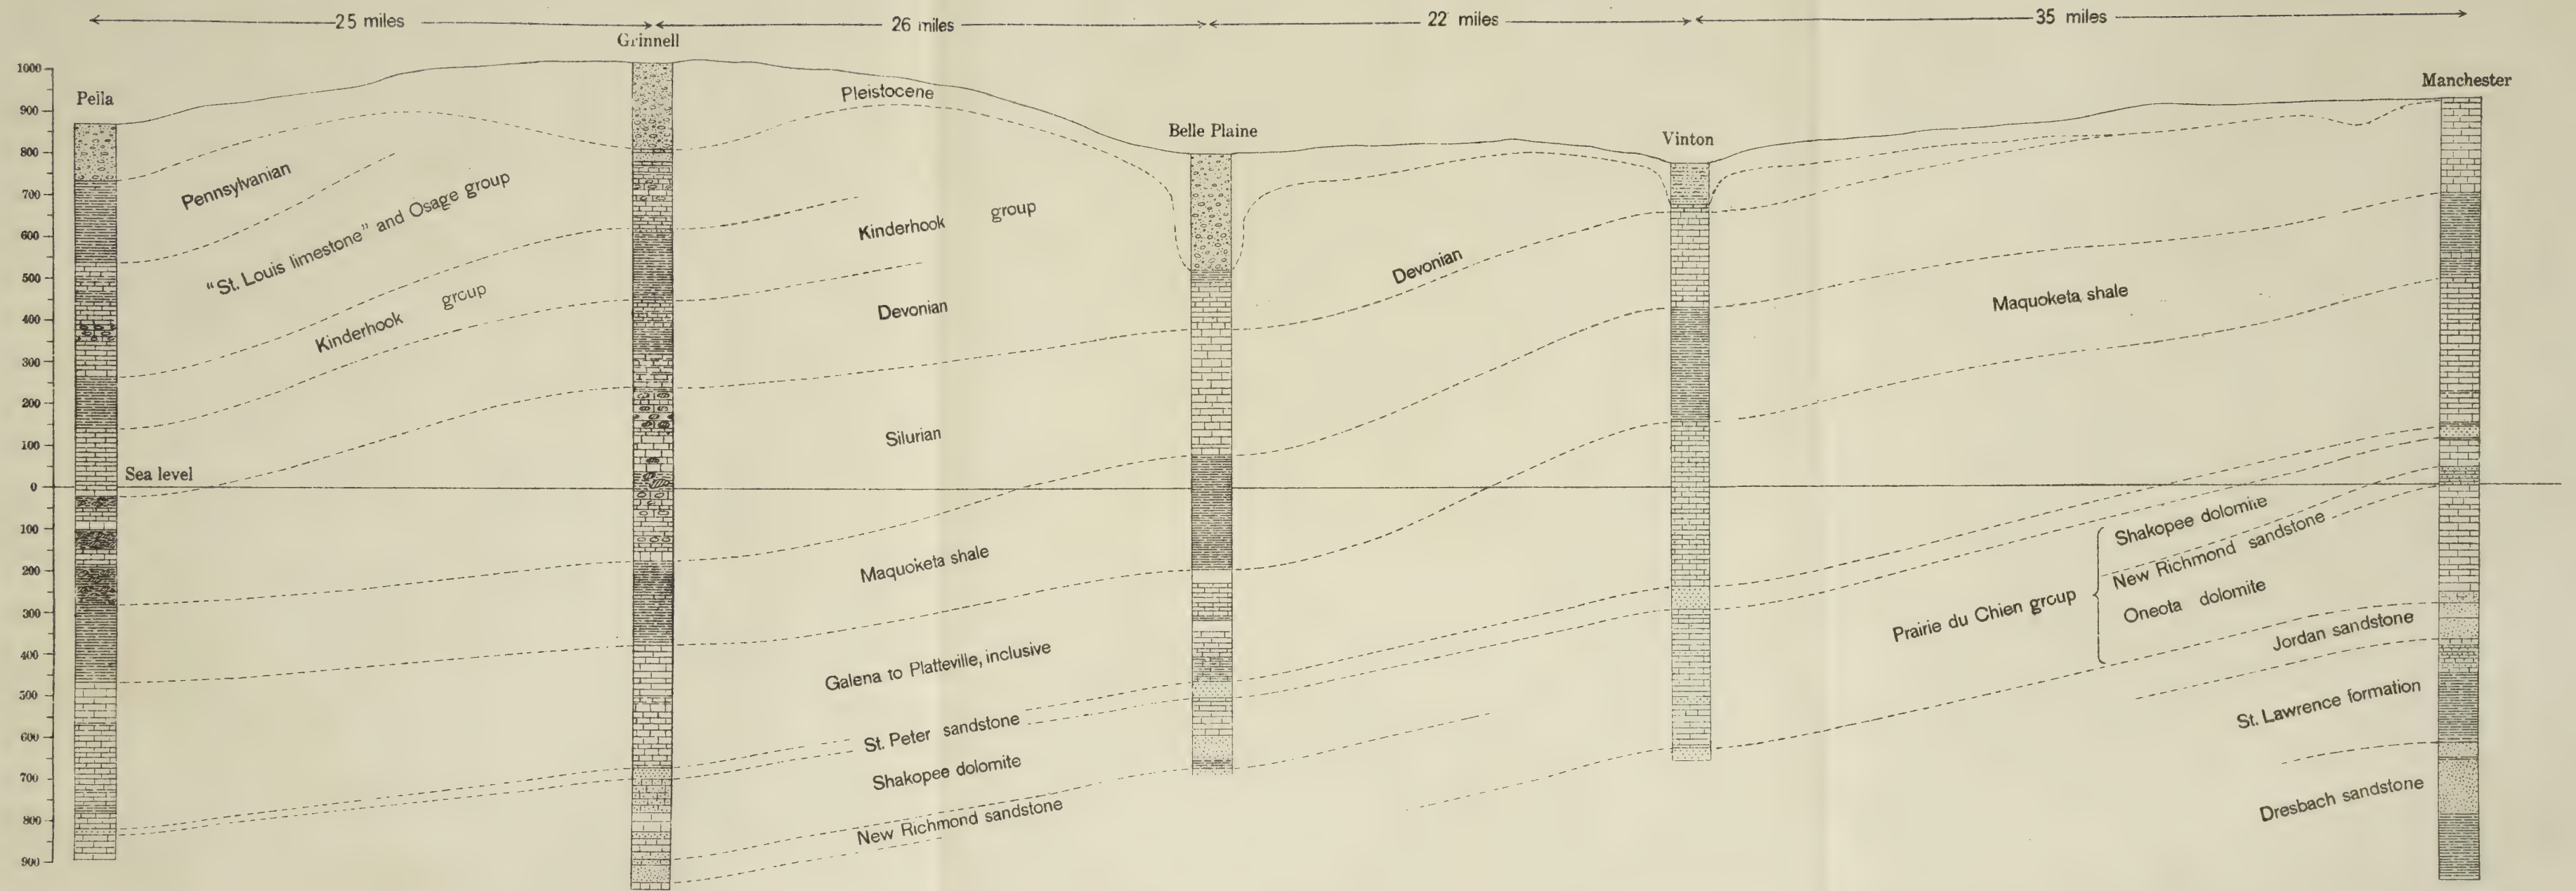 25 miles
26 miles
22 miles
35 miles
Grinnell
Manchester
Pella
Belle Plaine
Vinton
1000
900
800
700
600
500
400
300
200
100
0
100
200
300
400
500
600
700
800
900
Sea level
Pleistocene
Pennsylvanian
"St. Louis limestone" and Osage group
Kinderhook group
Kinderhook group
Devonian
Devonian
Silurian
Maquoketa shale
Maquoketa shale
Galena to Platteville, inclusive
St. Peter sandstone
Shakopee dolomite
New Richmond sandstone
Prairie du Chien group
Shakopee dolomite
New Richmond sandstone
Oneota dolomite
Jordan sandstone
St. Lawrence formation
Dresbach sandstone